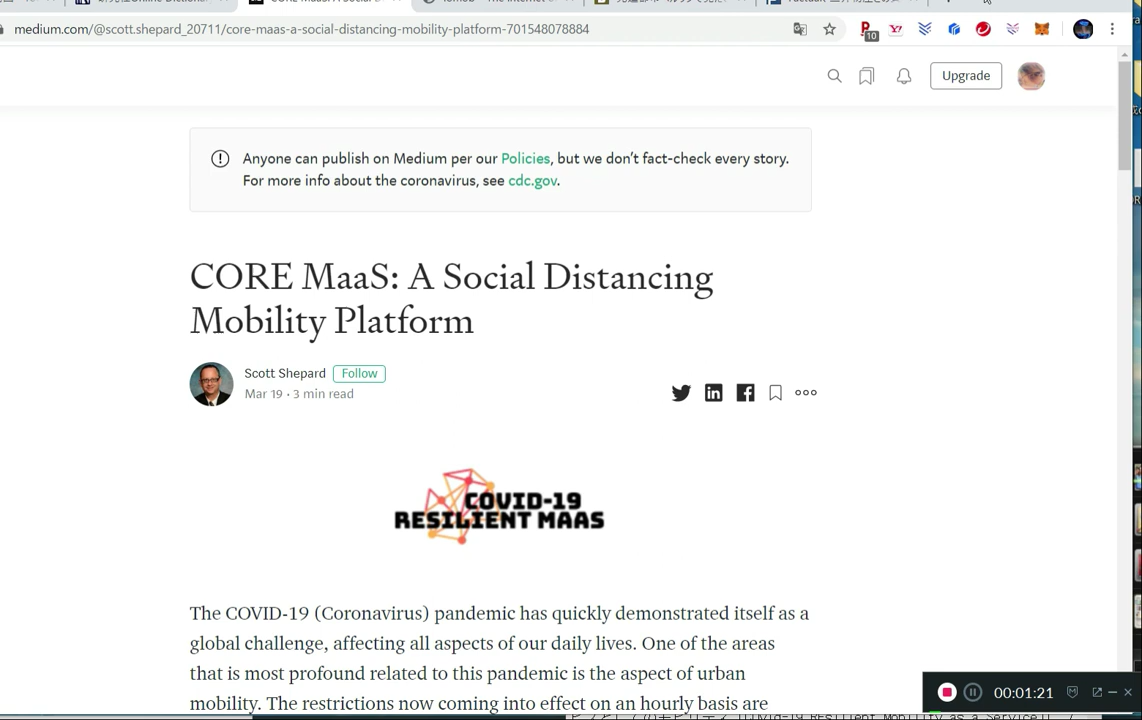 CORE MaaS: A Social D
medium.com/@scott.shepard_20711/core-maas-a-social-distancing-mobility-platform-701548078884
10
Upgrade
Anyone can publish on Medium per our Policies, but we don't fact-check every story.
For more info about the coronavirus, see cdc.gov.
CORE MaaS: A Social Distancing
Mobility Platform
Scott Shepard Follow
Mar 19 · 3 min read
COVID-19
RESILIENT MAAS
The COVID-19 (Coronavirus) pandemic has quickly demonstrated itself as a
global challenge, affecting all aspects of our daily lives. One of the areas
that is most profound related to this pandemic is the aspect of urban
mobility. The restrictions now coming into effect on an hourly basis are
00:01:21